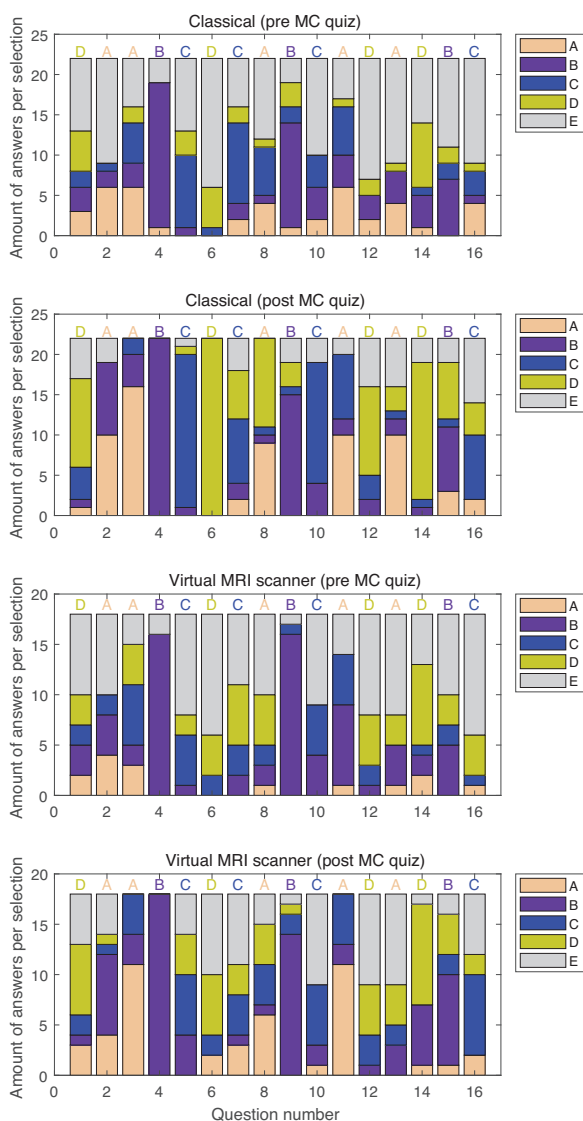 Classical (pre MC quiz)
25
D A A B C D C A B C A D A D B C
20
15
10
5
0
0 2 4 6 8 10 12 14 16
Amount of answers per selection
A
B
C
D
E
Classical (post MC quiz)
25
D A A B C D C A B C A D A D B C
20
15
10
5
0
0 2 4 6 8 10 12 14 16
Amount of answers per selection
A
B
C
D
E
Virtual MRI scanner (pre MC quiz)
20
D A A B C D C A B C A D A D B C
15
10
5
0
0 2 4 6 8 10 12 14 16
Amount of answers per selection
A
B
C
D
E
Virtual MRI scanner (post MC quiz)
20
D A A B C D C A B C A D A D B C
15
10
5
0
0 2 4 6 8 10 12 14 16
Amount of answers per selection
Question number
A
B
C
D
E